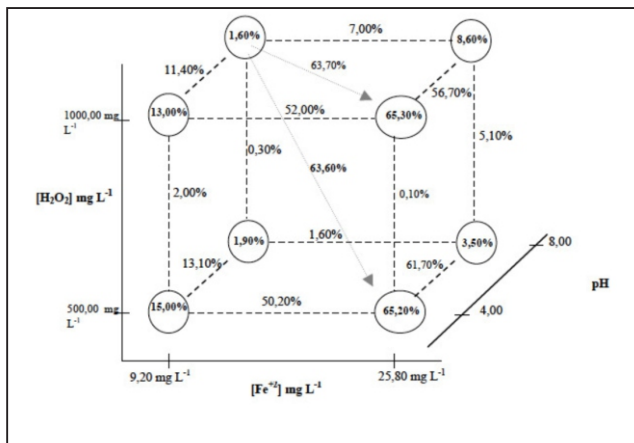 1,60%
7,00%
8,60%
11,40%
63,70%
56,70%
1000,00 mg
L⁻¹
13,00%
52,00%
65,30%
0,30%
63,60%
5,10%
[H₂O₂] mg L⁻¹
2,00%
0,10%
1,90%
1,60%
3,50%
8,00
13,10%
61,70%
pH
500,00 mg
L⁻¹
15,00%
50,20%
65,20%
4,00
9,20 mg L⁻¹
[Fe⁺²] mg L⁻¹
25,80 mg L⁻¹